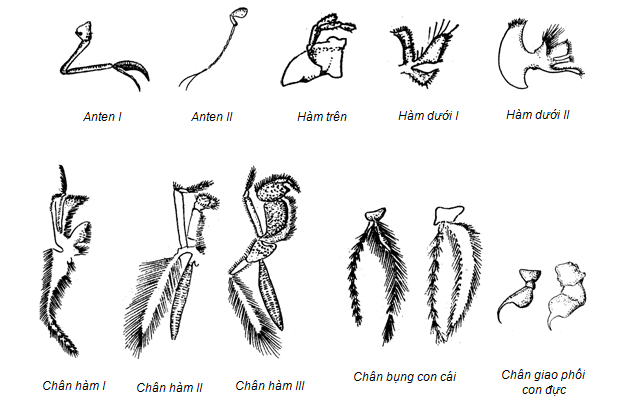 Anten I
Anten II
Hàm trên
Hàm dưới I
Hàm dưới II
Chân hàm I
Chân hàm II
Chân hàm III
Chân bụng con cái
Chân giao phối
con đực